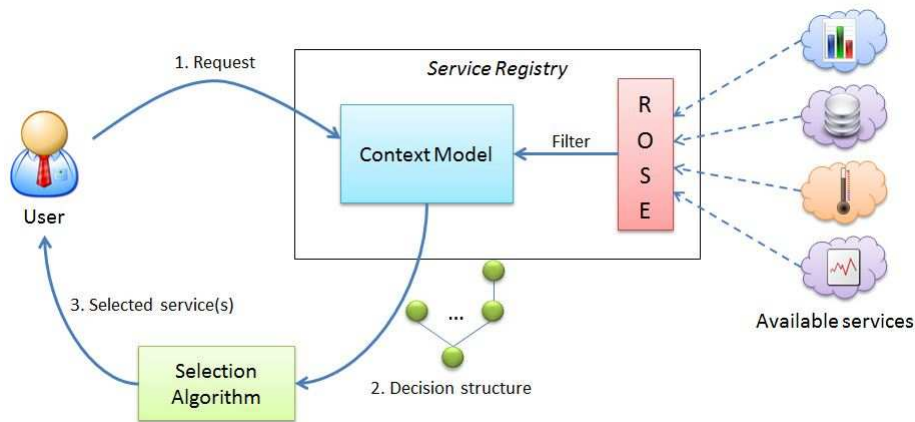 1. Request
Service Registry
Context Model
Filter
R
O
S
E
User
3. Selected service(s)
...
Available services
Selection
Algorithm
2. Decision structure